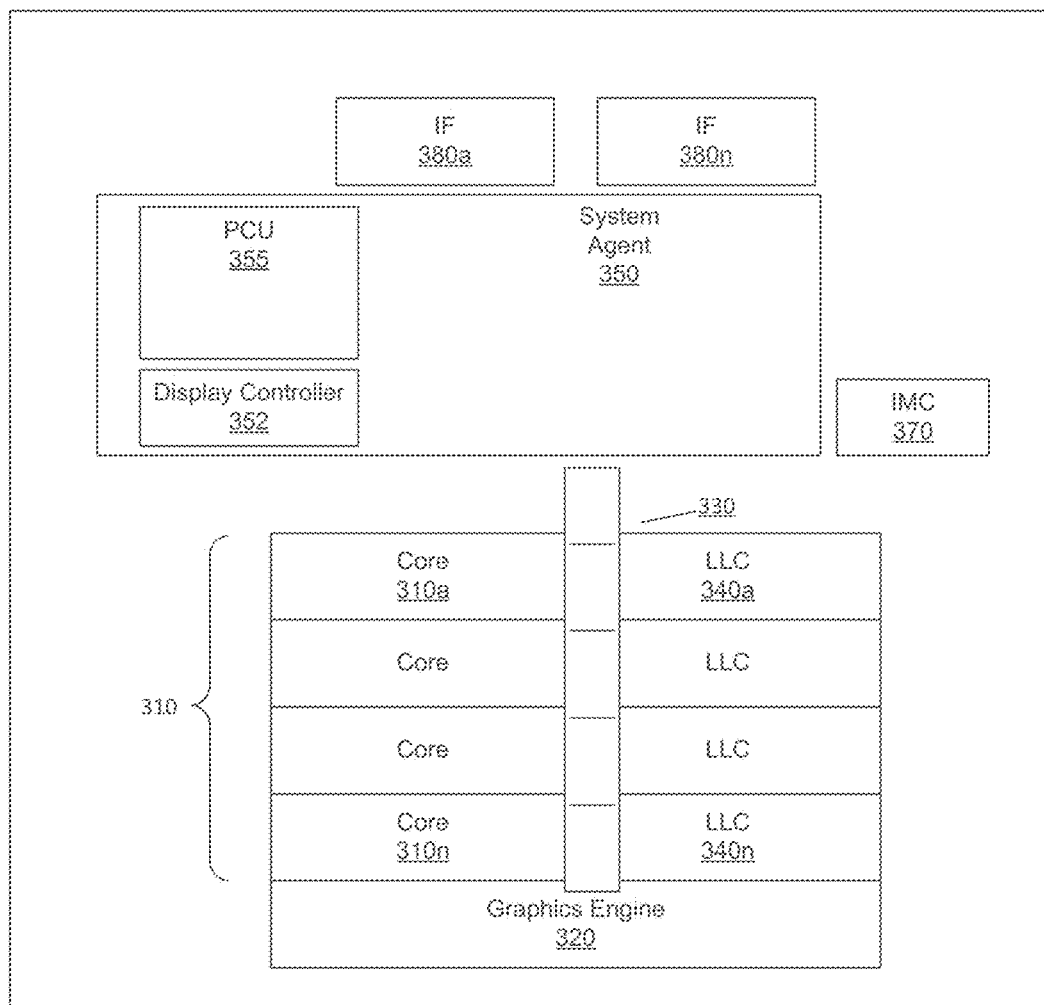 IF
380a
IF
380n
PCU
355
System
Agent
350
Display Controller
352
IMC
370
330
Core
310a
LLC
340a
Core
LLC
310
Core
LLC
Core
310n
LLC
340n
Graphics Engine
320